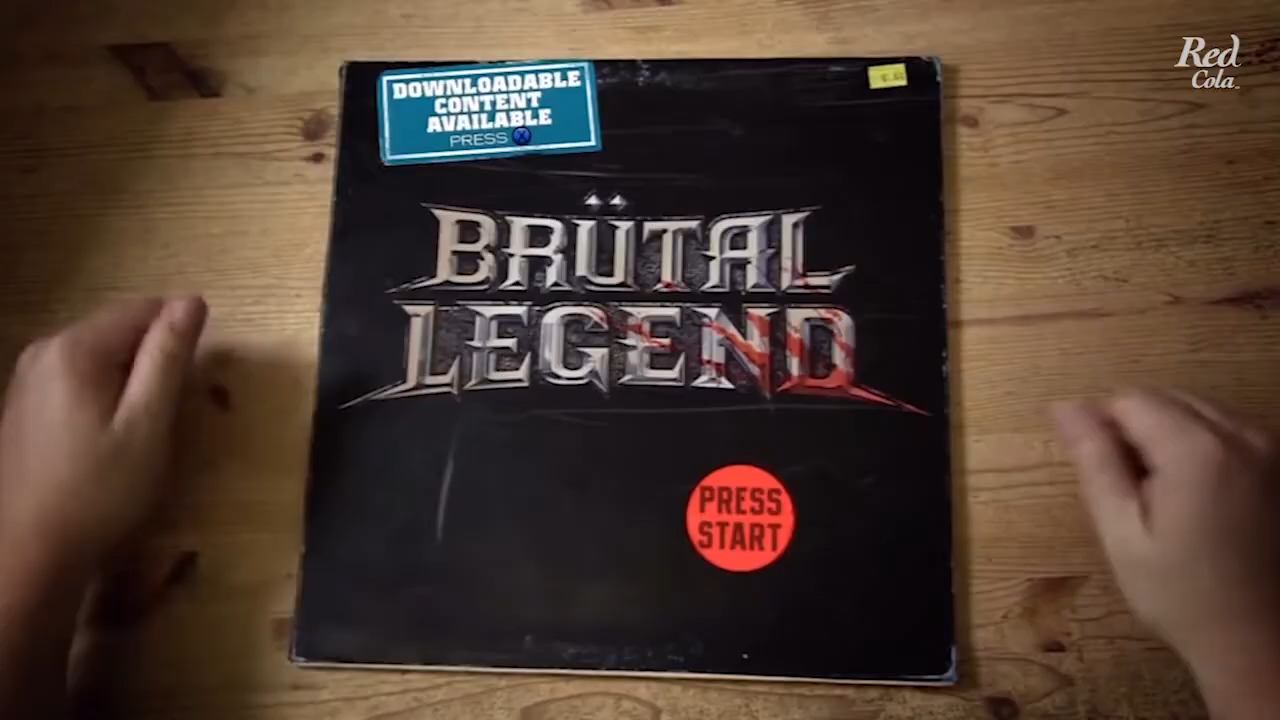 DOWNLOADABLE
CONTENT
AVAILABLE
PRESS X
Red
Cola
BRÜTAL
LEGEND
PRESS
START